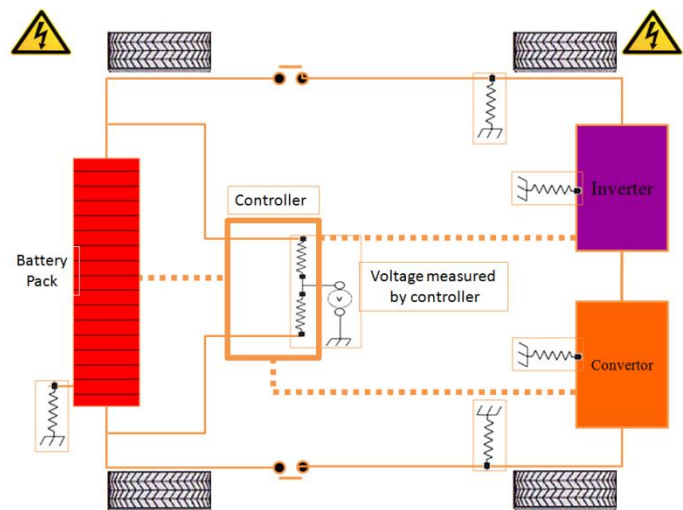 Inverter
Controller
Battery
Pack
Voltage measured
by controller
V
Convertor